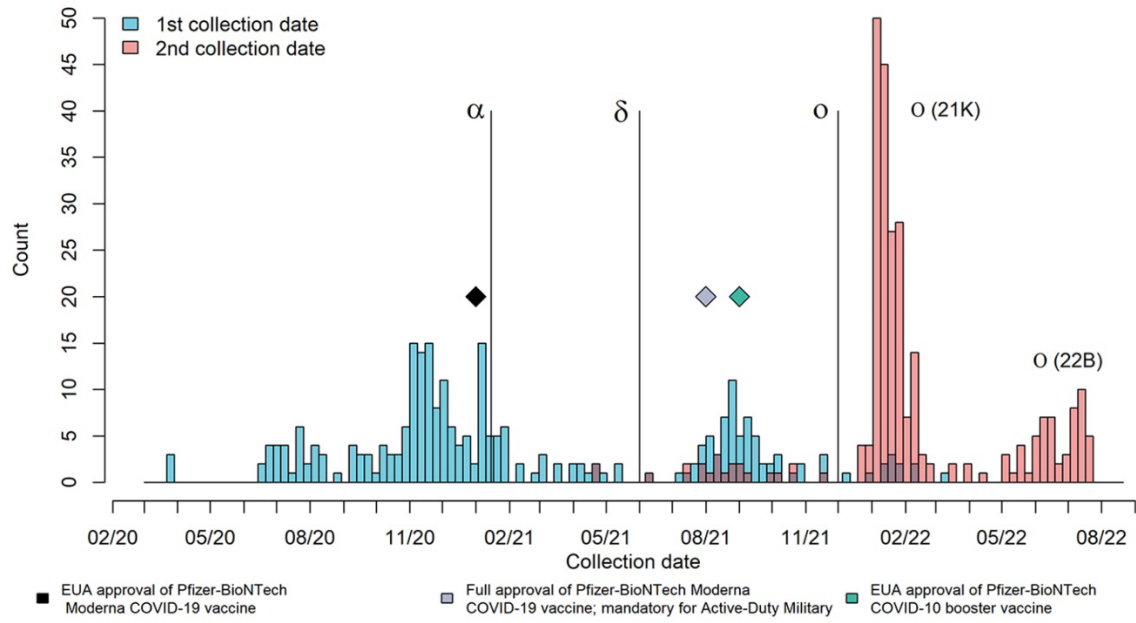 1st collection date
2nd collection date
50
45
40
35
30
25
20
15
10
5
0
Count
α
δ
ο
Ο (21K)
Ο (22B)
02/20 05/20 08/20 11/20 02/21 05/21 08/21 11/21 02/22 05/22 08/22
Collection date
EUA approval of Pfizer-BioNTech
Moderna COVID-19 vaccine
Full approval of Pfizer-BioNTech Moderna
COVID-19 vaccine; mandatory for Active-Duty Military
EUA approval of Pfizer-BioNTech
COVID-10 booster vaccine